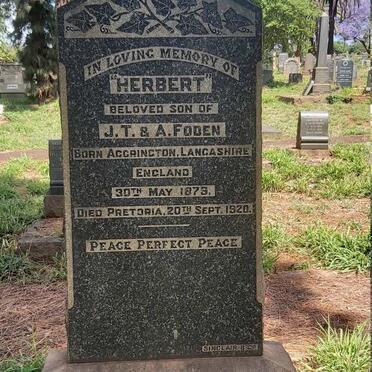 IN LOVING MEMORY OF
"HERBERT"
BELOVED SON OF
J.T. & A. FODEN
BORN ACCRINGTON, LANCASHIRE
ENGLAND
30TH MAY 1879.
DIED PRETORIA, 20TH SEPT. 1920.
PEACE PERFECT PEACE